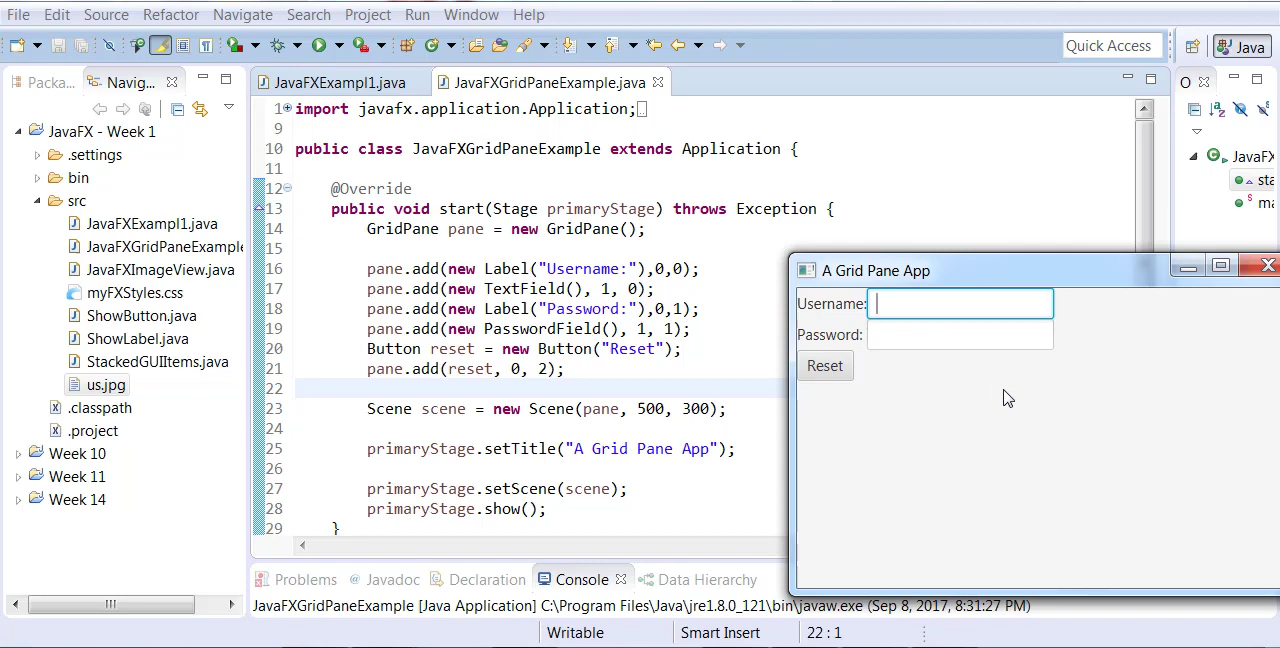 File Edit Source Refactor Navigate Search Project Run Window Help
Quick Access
Java
Packa...
Navig...
JavaFXExampl1.java
JavaFXGridPaneExample.java
O
JavaFX - Week 1
.settings
bin
src
JavaFXExampl1.java
JavaFXGridPaneExample
JavaFXImageView.java
myFXStyles.css
ShowButton.java
ShowLabel.java
StackedGUIItems.java
us.jpg
.classpath
.project
Week 10
Week 11
Week 14
1 import javafx.application.Application;
9
10 public class JavaFXGridPaneExample extends Application {
11
12 @Override
13 public void start(Stage primaryStage) throws Exception {
14 GridPane pane = new GridPane();
15
16 pane.add(new Label("Username:"),0,0);
17 pane.add(new TextField(), 1, 0);
18 pane.add(new Label("Password:"),0,1);
19 pane.add(new PasswordField(), 1, 1);
20 Button reset = new Button("Reset");
21 pane.add(reset, 0, 2);
22
23 Scene scene = new Scene(pane, 500, 300);
24
25 primaryStage.setTitle("A Grid Pane App");
26
27 primaryStage.setScene(scene);
28 primaryStage.show();
29 }
JavaFX
sta
ma
A Grid Pane App
Username:
Password:
Reset
Problems @ Javadoc Declaration Console Data Hierarchy
JavaFXGridPaneExample [Java Application] C:\Program Files\Java\jre1.8.0_121\bin\javaw.exe (Sep 8, 2017, 8:31:27 PM)
Writable Smart Insert 22 : 1